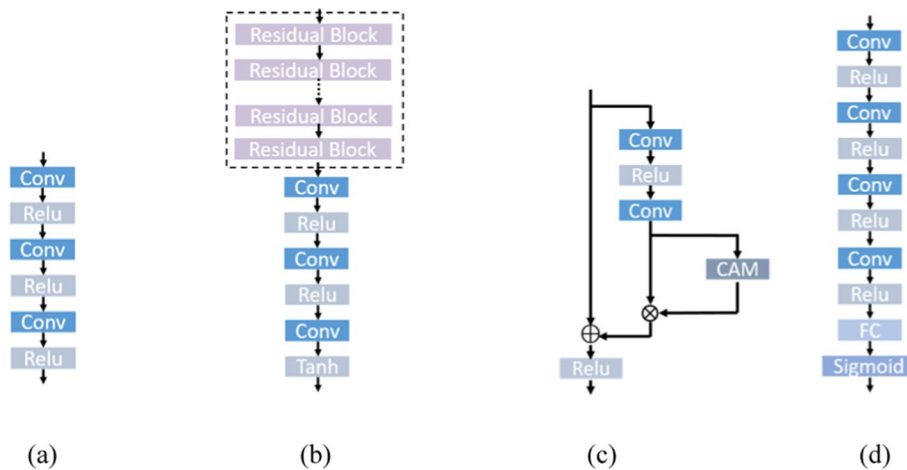 Conv
Relu
Conv
Relu
Conv
Relu
(a)
Residual Block
Residual Block
Residual Block
Residual Block
Conv
Relu
Conv
Relu
Conv
Tanh
(b)
Conv
Relu
Conv
CAM
Relu
(c)
Conv
Relu
Conv
Relu
Conv
Relu
Conv
Relu
FC
Sigmoid
(d)